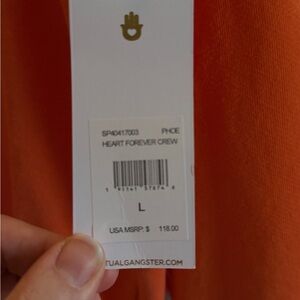 SP40417003 PHOE
HEART FOREVER CREW
L
USA MSRP: $ 118.00
TUALGANGSTER.COM